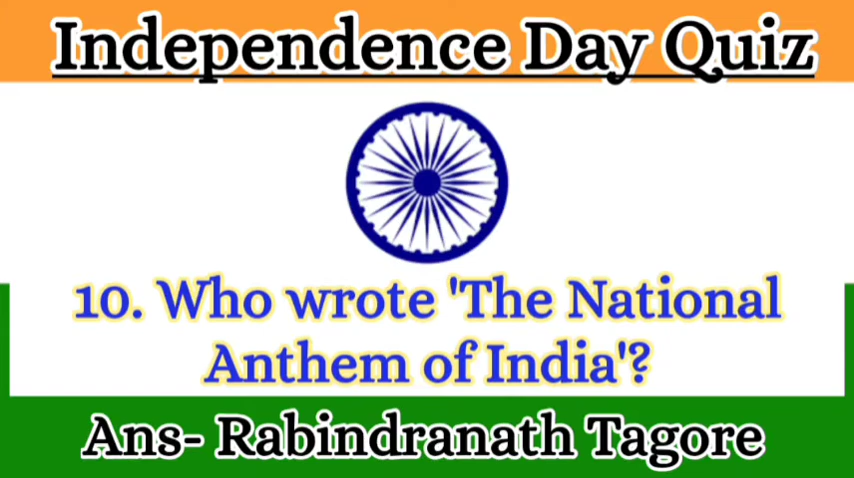 Independence Day Quiz
10. Who wrote 'The National
Anthem of India'?
Ans- Rabindranath Tagore